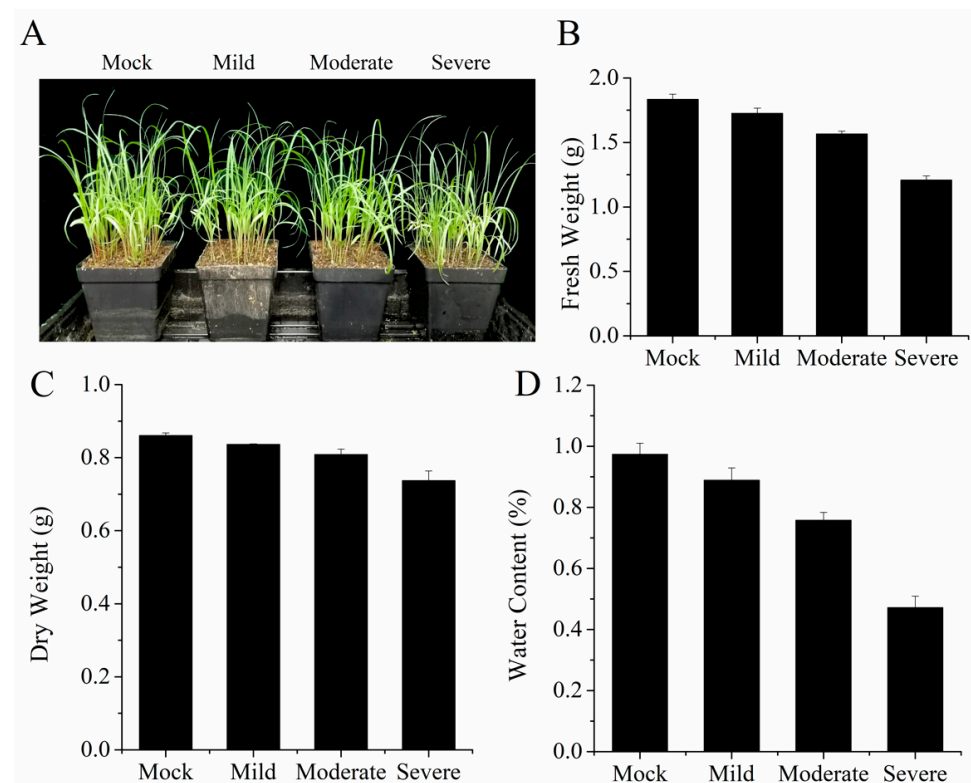 A
Mock Mild Moderate Severe
B
Fresh Weight (g)
2.0
1.5
1.0
0.5
0.0
Mock Mild Moderate Severe
C
Dry Weight (g)
1.0
0.8
0.6
0.4
0.2
0.0
Mock Mild Moderate Severe
D
Water Content (%)
1.2
1.0
0.8
0.6
0.4
0.2
0.0
Mock Mild Moderate Severe